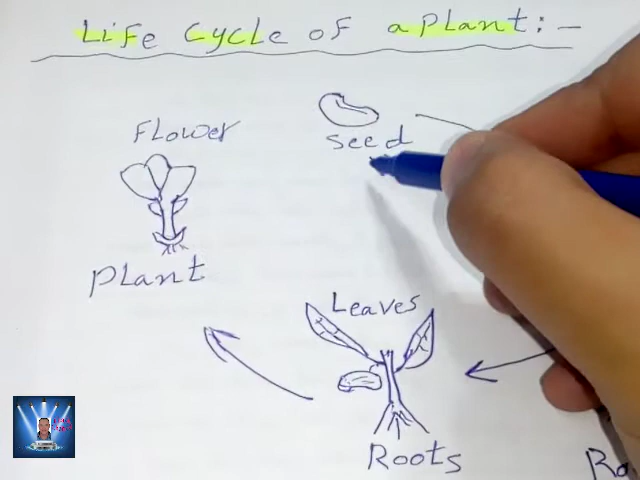 Life Cycle of a Plant:-
Flower
Seed
Plant
Leaves
Roots